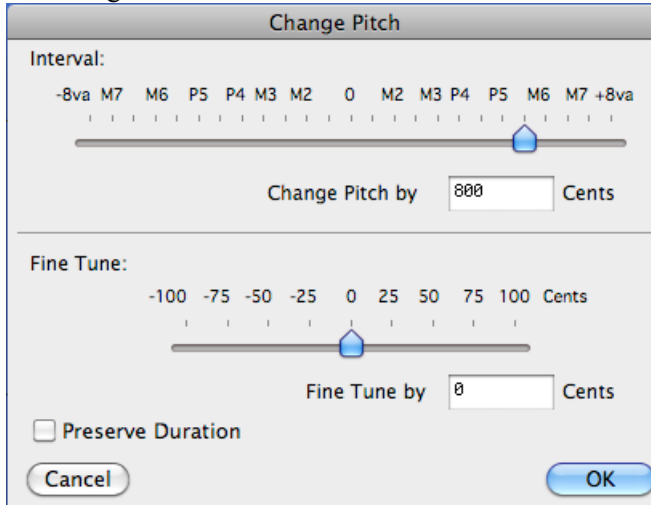 Change Pitch
Interval:
-8va M7 M6 P5 P4 M3 M2 0 M2 M3 P4 P5 M6 M7 +8va
Change Pitch by 800 Cents
Fine Tune:
-100 -75 -50 -25 0 25 50 75 100 Cents
Fine Tune by 0 Cents
Preserve Duration
Cancel OK